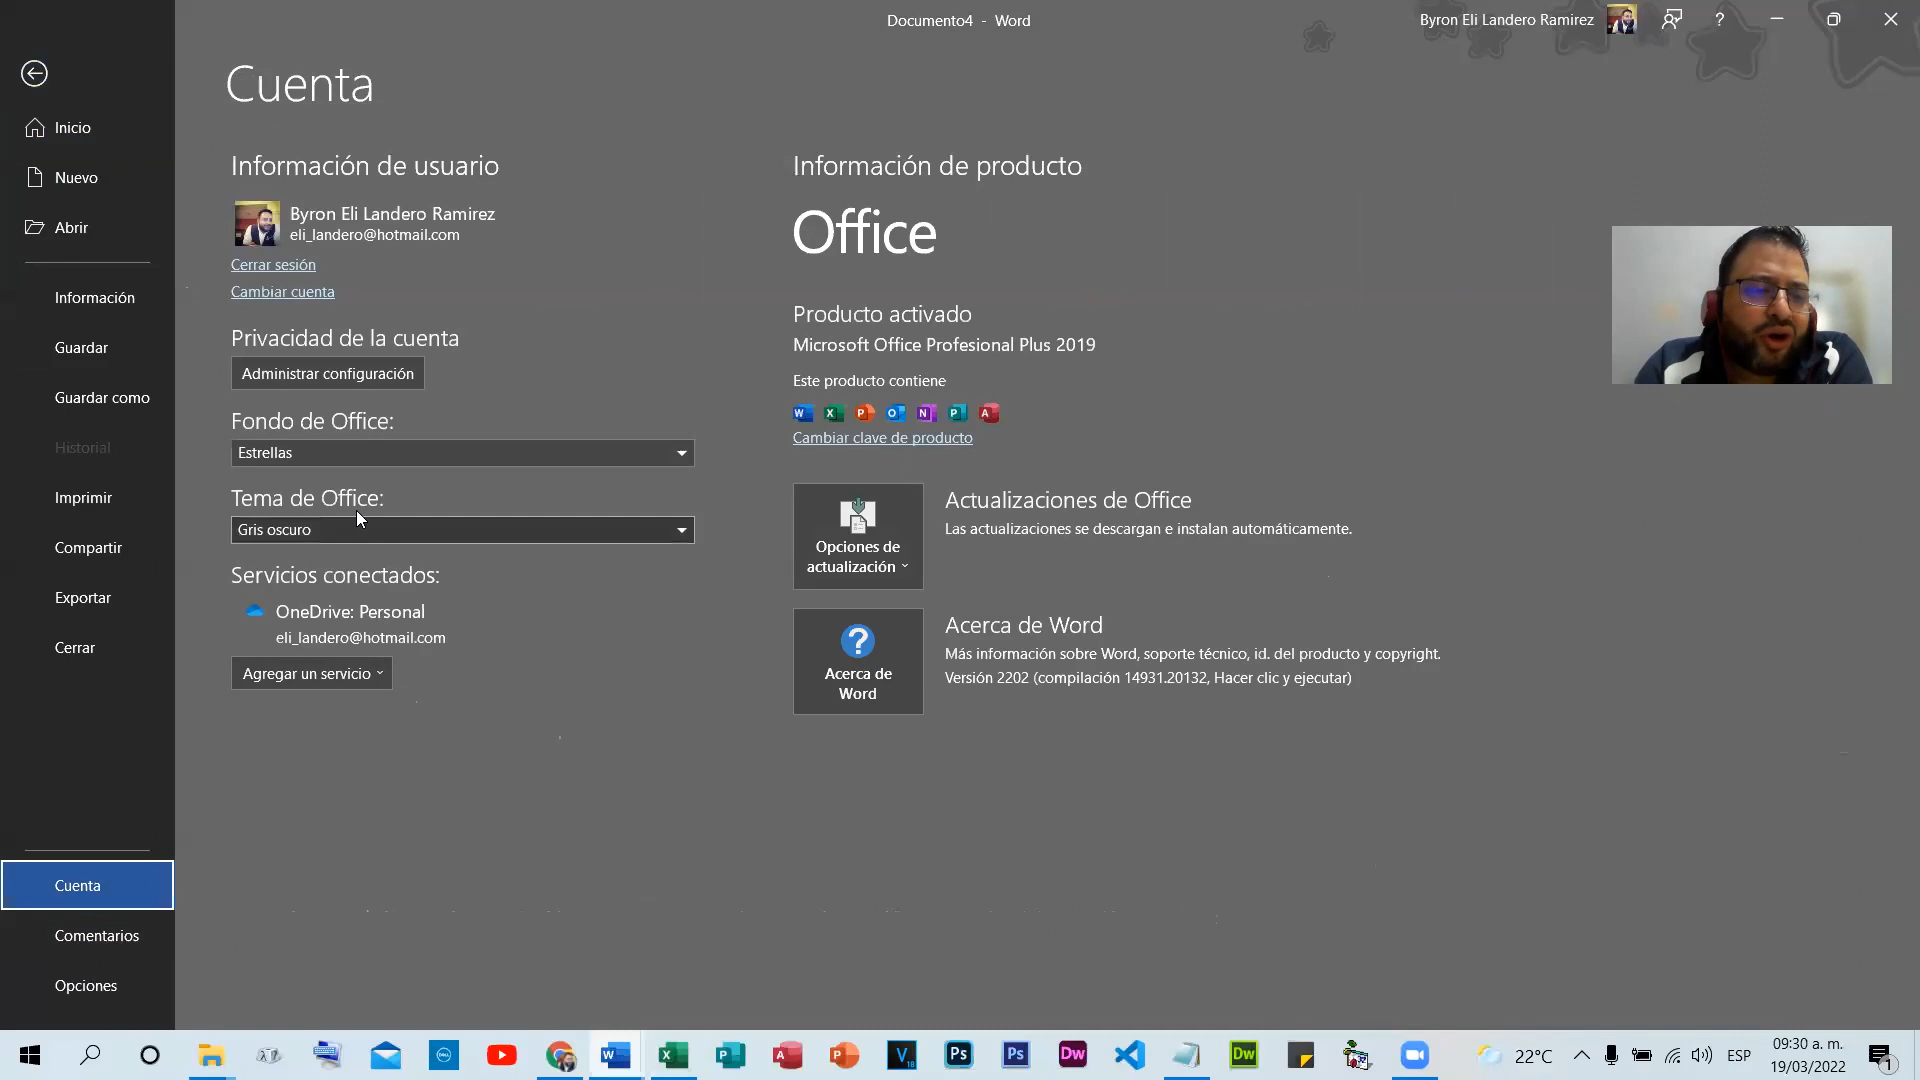 Documento4 - Word
Byron Eli Landero Ramirez
?
Cuenta
Inicio
Nuevo
Abrir
Información
Guardar
Guardar como
Historial
Imprimir
Compartir
Exportar
Cerrar
Cuenta
Comentarios
Opciones
Información de usuario
Byron Eli Landero Ramirez
eli_landero@hotmail.com
Cerrar sesión
Cambiar cuenta
Privacidad de la cuenta
Administrar configuración
Fondo de Office:
Estrellas
Tema de Office:
Gris oscuro
Servicios conectados:
OneDrive: Personal
eli_landero@hotmail.com
Agregar un servicio
Información de producto
Office
Producto activado
Microsoft Office Profesional Plus 2019
Este producto contiene
W X P O N P A
Cambiar clave de producto
Opciones de
actualización
Actualizaciones de Office
Las actualizaciones se descargan e instalan automáticamente.
?
Acerca de
Word
Acerca de Word
Más información sobre Word, soporte técnico, id. del producto y copyright.
Versión 2202 (compilación 14931.20132, Hacer clic y ejecutar)
W X P A P V Ps Ps Dw Dw
22°C
ESP
09:30 a. m.
19/03/2022
1